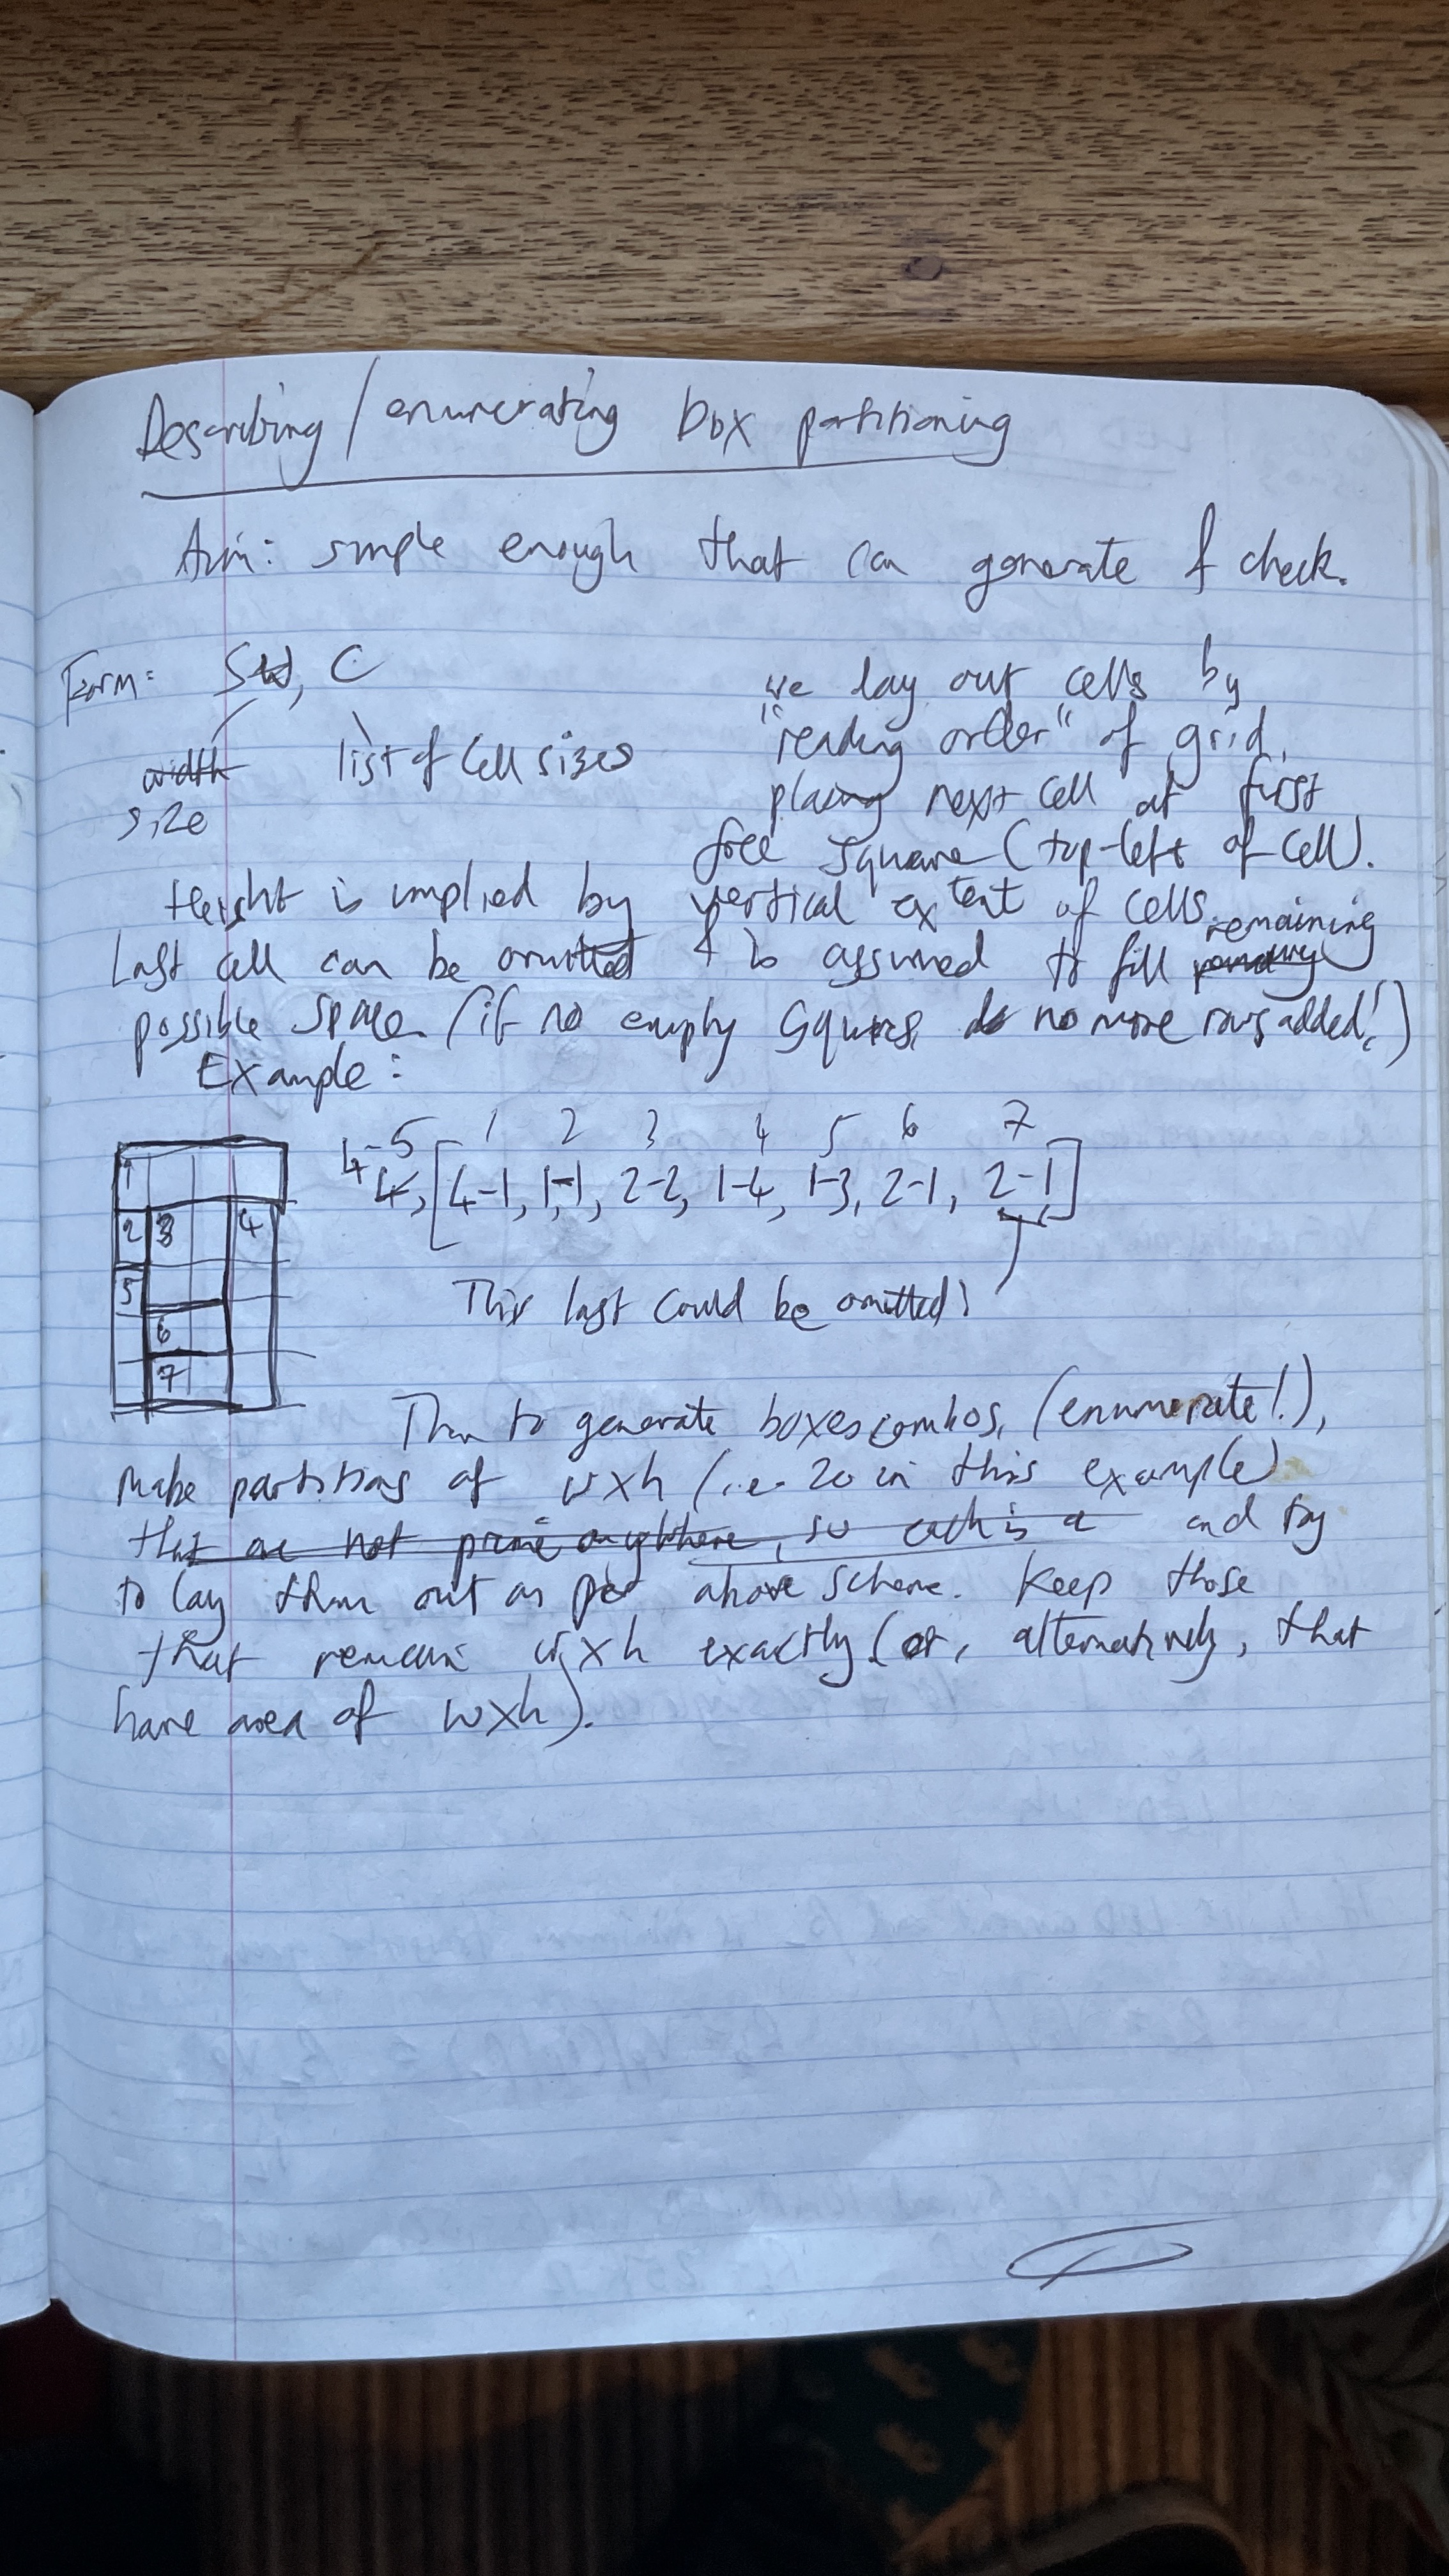 Describing / enumerating box partitioning
Aim: simple enough that can generate & check.
Form: S w, C
width
size
list of cell sizes
we lay out cells by
"reading order" of grid,
placing next cell at first
free square (top-left of cell).
Height is implied by vertical extent of cells.
remaining
Last cell can be omitted & is assumed to fill
possible space. (if no empty squares, no more rows added!)
Example:
1 2 3 4 5 6 7
4-5
4, [4-1, 1-1, 2-2, 1-4, 1-3, 2-1, 2-1]
This last could be omitted!
1
2 3 4
5
6
7
Then to generate boxes combos, (enumerate!),
make partitions of w×h (i.e. 20 in this example)
that are not prime anywhere, so each is a and try
to lay them out as per above scheme. Keep those
that remain w×h exactly (or, alternatively, that
have area of w×h).